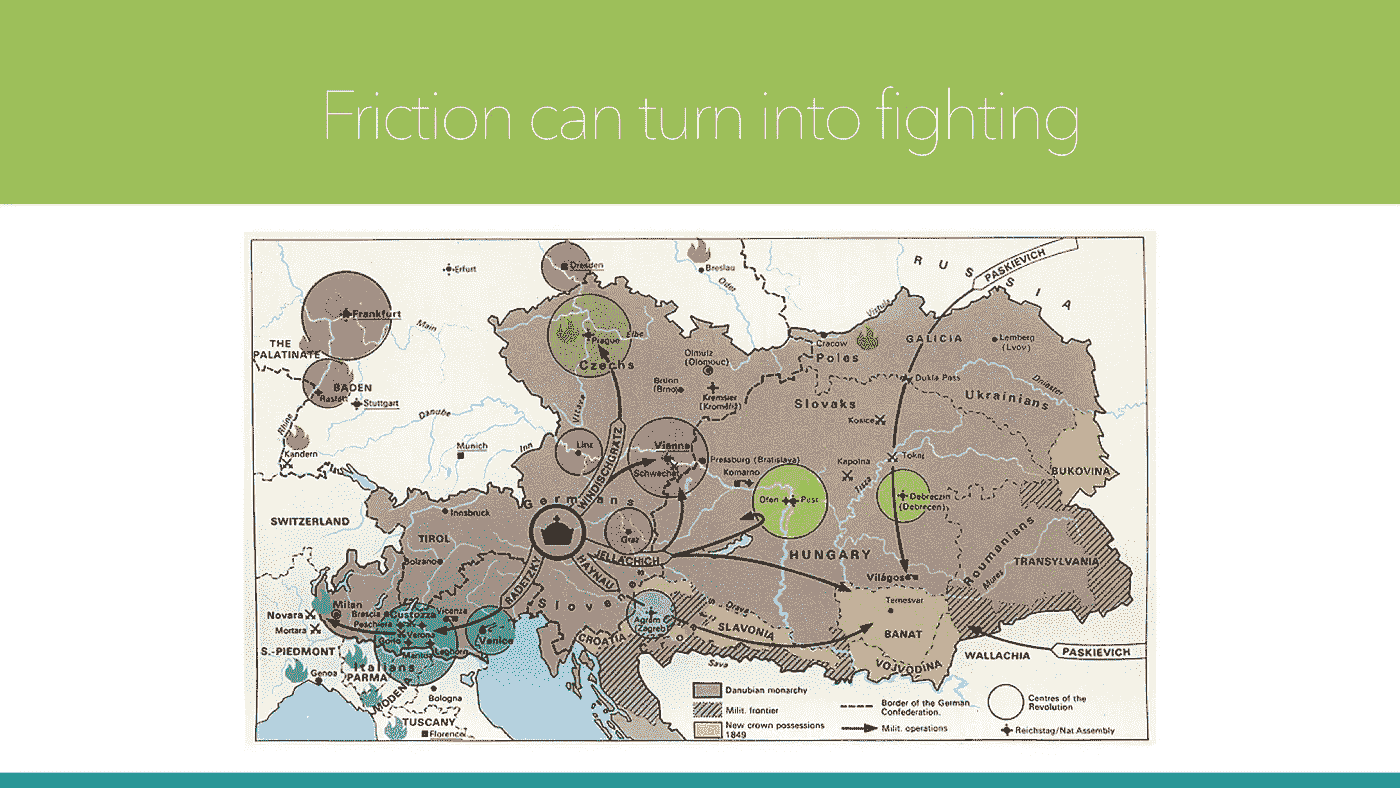 Friction can turn into fighting
Erfurt
Dresden
Breslau
Oder
RUSSIA
PASKIEVICH
Frankfurt
Main
THE
PALATINATE
BADEN
Rastatt
Stuttgart
Rhine
Kandern
Danube
Munich
Inn
Prague
Elbe
Czechs
Olmülz
(Olomouc)
Brünn
(Brno)
Kremsier
(Kroměříž)
Vistula
Cracow
Poles
GALICIA
Lemberg
(Lvov)
Dukla Pass
Dniester
Ukrainians
Slovaks
Kosice
Linz
Vienna
Schwechat
WINDISCHGRÄTZ
Pressburg (Bratislava)
Komarno
Kapolna
Tokaj
BUKOVINA
Ofen
Pest
Debreczin
(Debrecen)
SWITZERLAND
Innsbruck
TIROL
Bolzano
Germans
Graz
JELLACHICH
HAYNAU
RADETZKY
HUNGARY
Roumanians
TRANSYLVANIA
Világos
Temesvar
BANAT
VOJVODINA
WALLACHIA
PASKIEVICH
Novara
Mortara
Milan
Brescia
Custozza
Vicenza
Peschiera
Verona
Venice
Mantua
Legnano
S.-PIEDMONT
Genoa
Italians
PARMA
MODENA
Bologna
TUSCANY
Florence
Slovenes
Agram
(Zagreb)
CROATIA
Drava
SLAVONIA
Sava
Danubian monarchy
Milit. frontier
New crown possessions
1849
Border of the German
Confederation.
Milit. operations
Centres of the
Revolution
Reichstag/Nat Assembly